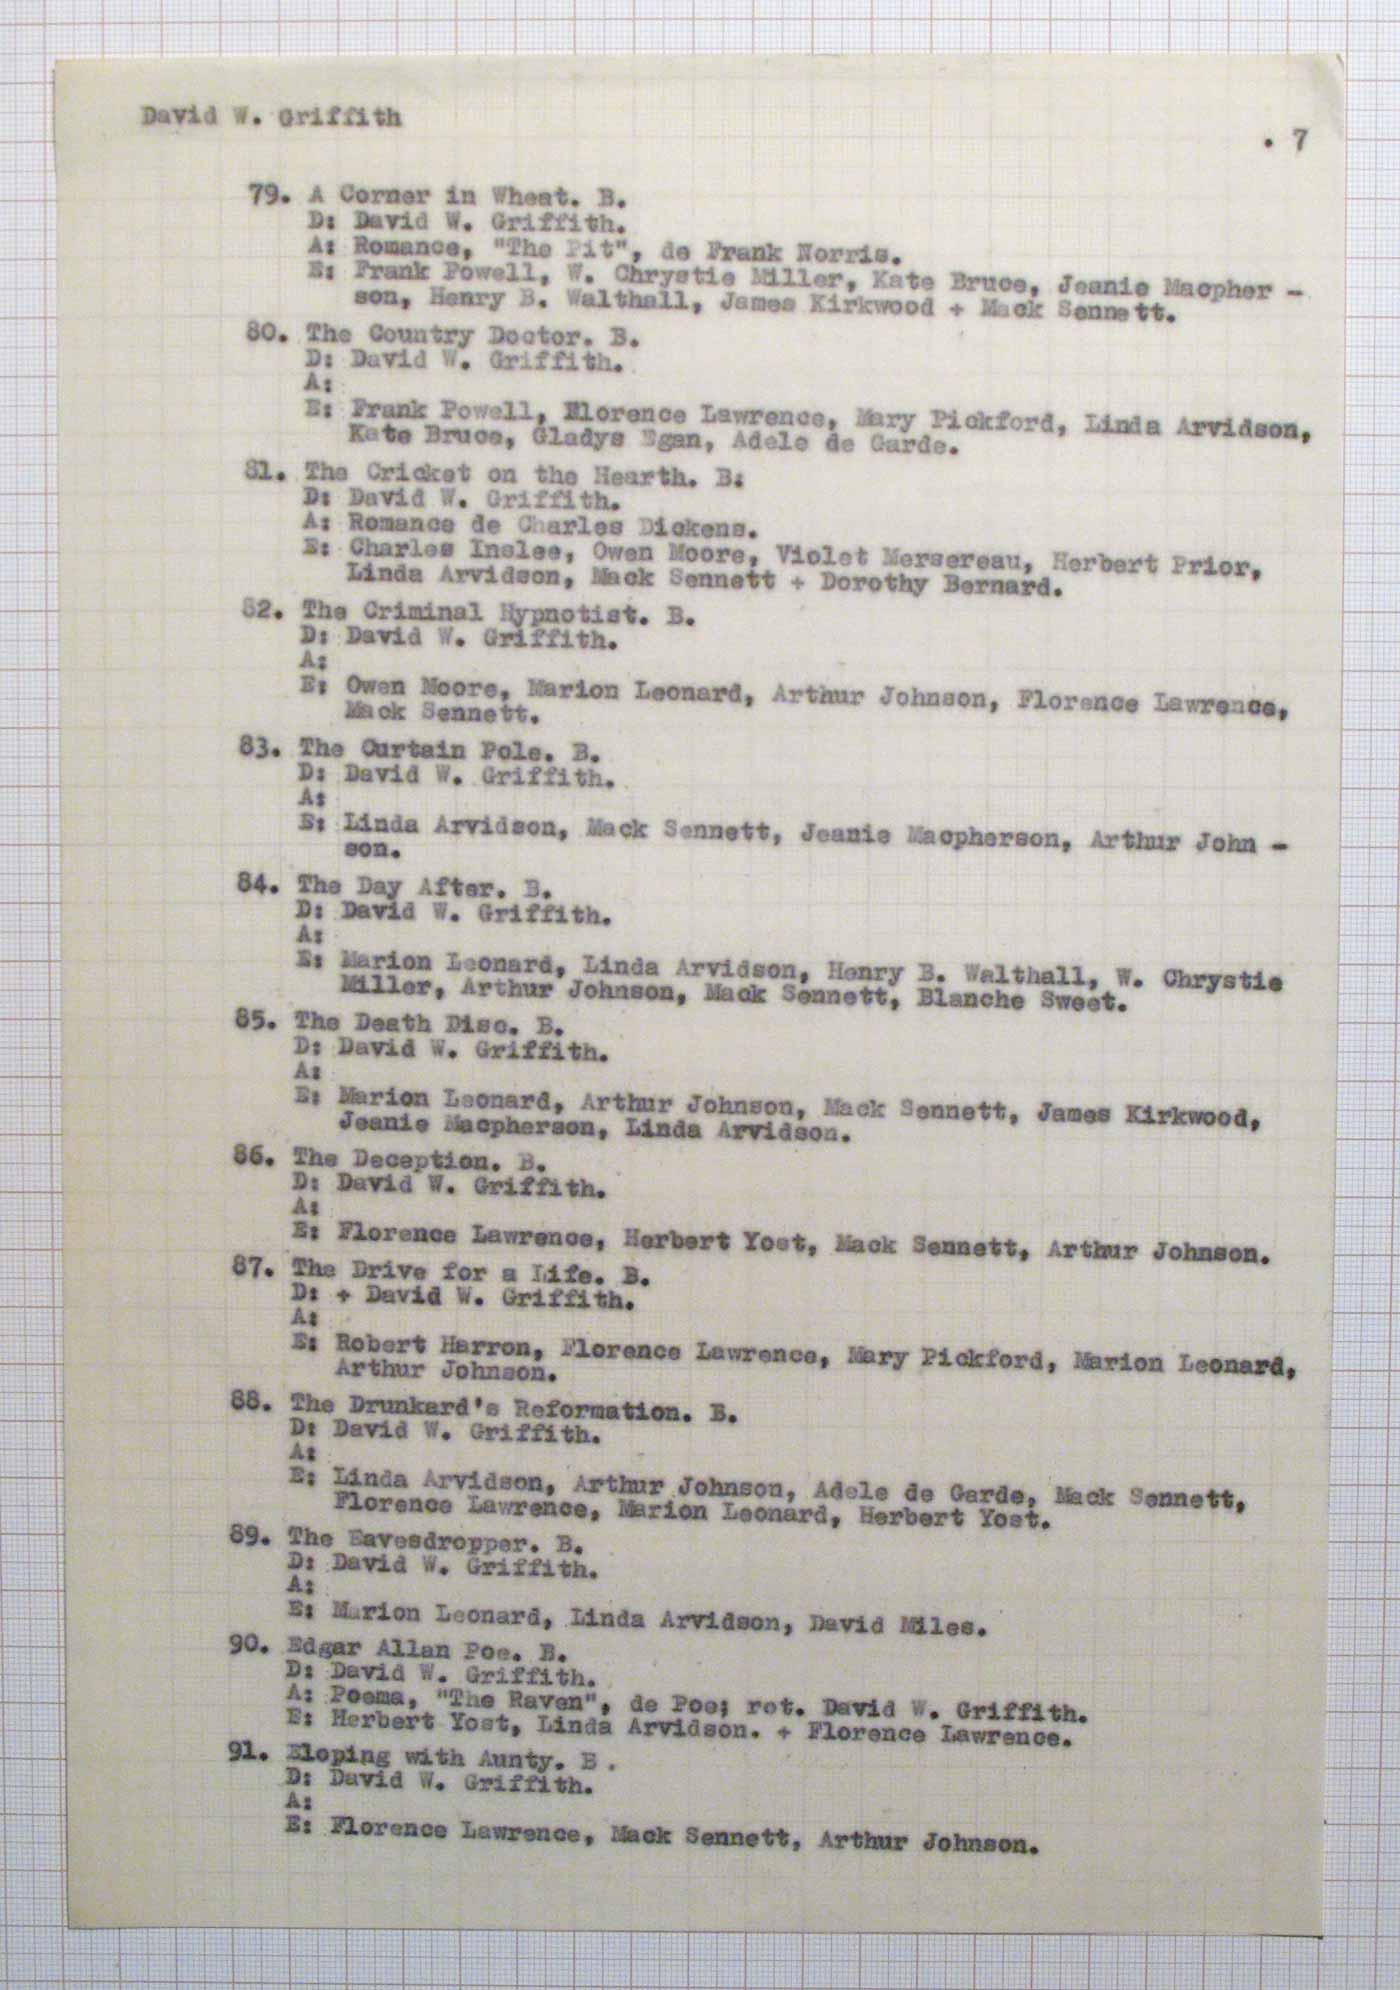 David W. Griffith
. 7
79. A Corner in Wheat. B.
D: David W. Griffith.
A: Romance, "The Pit", de Frank Norris.
E: Frank Powell, W. Chrystie Miller, Kate Bruce, Jeanie Macpher -
son, Henry B. Walthall, James Kirkwood + Mack Sennett.
80. The Country Doctor. B.
D: David W. Griffith.
A:
E: Frank Powell, Florence Lawrence, Mary Pickford, Linda Arvidson,
Kate Bruce, Gladys Egan, Adele de Garde.
81. The Cricket on the Hearth. B:
D: David W. Griffith.
A: Romance de Charles Dickens.
E: Charles Inslee, Owen Moore, Violet Mersereau, Herbert Prior,
Linda Arvidson, Mack Sennett + Dorothy Bernard.
82. The Criminal Hypnotist. B.
D: David W. Griffith.
A:
E: Owen Moore, Marion Leonard, Arthur Johnson, Florence Lawrence,
Mack Sennett.
83. The Curtain Pole. B.
D: David W. Griffith.
A:
E: Linda Arvidson, Mack Sennett, Jeanie Macpherson, Arthur John -
son.
84. The Day After. B.
D: David W. Griffith.
A:
E: Marion Leonard, Linda Arvidson, Henry B. Walthall, W. Chrystie
Miller, Arthur Johnson, Mack Sennett, Blanche Sweet.
85. The Death Disc. B.
D: David W. Griffith.
A:
E: Marion Leonard, Arthur Johnson, Mack Sennett, James Kirkwood,
Jeanie Macpherson, Linda Arvidson.
86. The Deception. B.
D: David W. Griffith.
A:
E: Florence Lawrence, Herbert Yost, Mack Sennett, Arthur Johnson.
87. The Drive for a Life. B.
D: + David W. Griffith.
A:
E: Robert Harron, Florence Lawrence, Mary Pickford, Marion Leonard,
Arthur Johnson.
88. The Drunkard's Reformation. B.
D: David W. Griffith.
A:
E: Linda Arvidson, Arthur Johnson, Adele de Garde, Mack Sennett,
Florence Lawrence, Marion Leonard, Herbert Yost.
89. The Eavesdropper. B.
D: David W. Griffith.
A:
E: Marion Leonard, Linda Arvidson, David Miles.
90. Edgar Allan Poe. B.
D: David W. Griffith.
A: Poema, "The Raven", de Poe; rot. David W. Griffith.
E: Herbert Yost, Linda Arvidson. + Florence Lawrence.
91. Eloping with Aunty. B .
D: David W. Griffith.
A:
E: Florence Lawrence, Mack Sennett, Arthur Johnson.